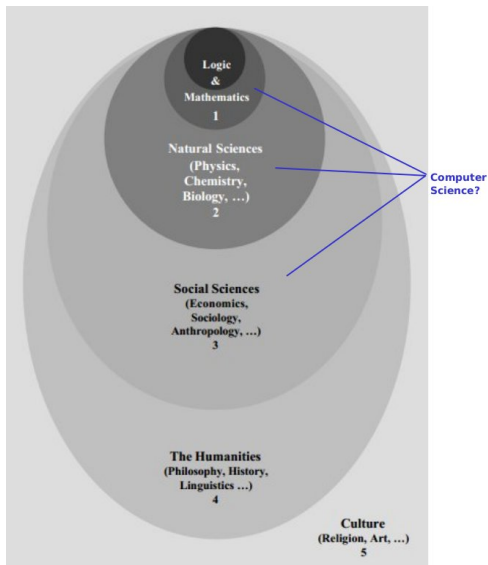 Logic
&
Mathematics
1
Natural Sciences
(Physics,
Chemistry,
Biology, ...)
2
Computer
Science?
Social Sciences
(Economics,
Sociology,
Anthropology, ...)
3
The Humanities
(Philosophy, History,
Linguistics ...)
4
Culture
(Religion, Art, ...)
5